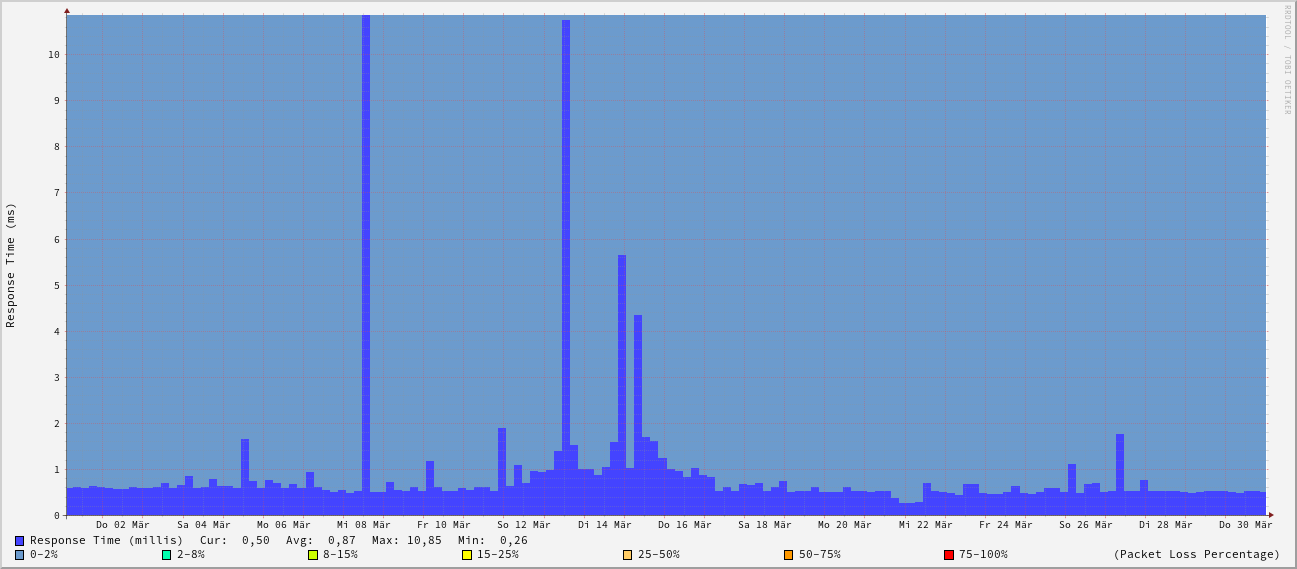 RRDTOOL / TOBI OETIKER
Response Time (ms)
10
9
8
7
6
5
4
3
2
1
0
Do 02 Mär Sa 04 Mär Mo 06 Mär Mi 08 Mär Fr 10 Mär So 12 Mär Di 14 Mär Do 16 Mär Sa 18 Mär Mo 20 Mär Mi 22 Mär Fr 24 Mär So 26 Mär Di 28 Mär Do 30 Mär
Response Time (millis) Cur: 0,50 Avg: 0,87 Max: 10,85 Min: 0,26
0-2% 2-8% 8-15% 15-25% 25-50% 50-75% 75-100% (Packet Loss Percentage)